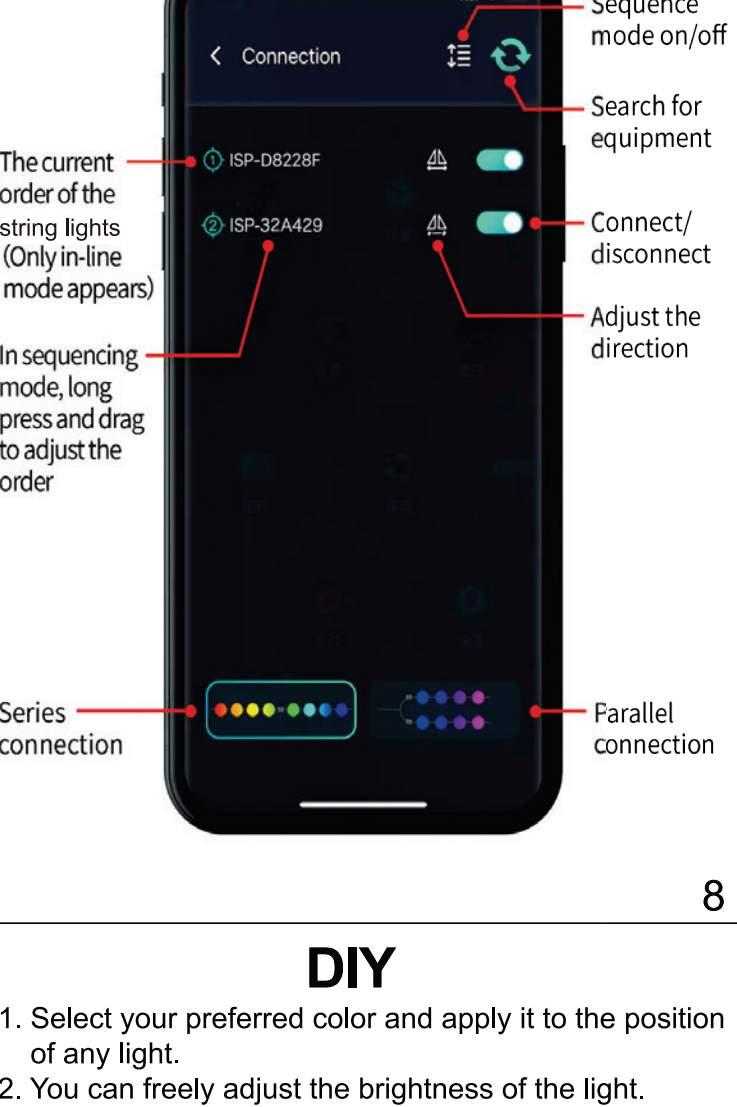 Sequence
mode on/off
Connection
Search for
equipment
The current
order of the
string lights
(Only in-line
mode appears)
1 ISP-D8228F
2 ISP-32A429
Connect/
disconnect
Adjust the
direction
In sequencing
mode, long
press and drag
to adjust the
order
Series
connection
Parallel
connection
8
DIY
1. Select your preferred color and apply it to the position
of any light.
2. You can freely adjust the brightness of the light.